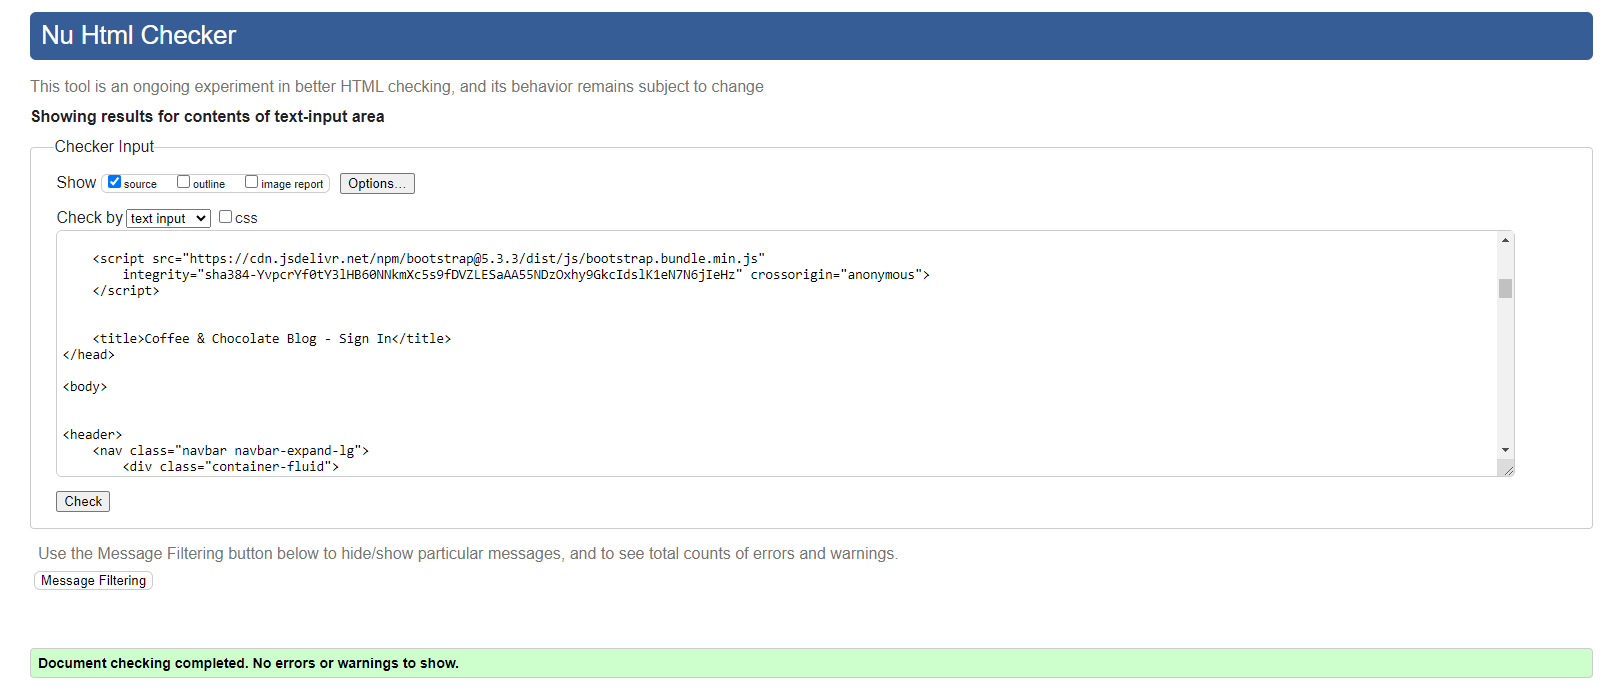 Nu Html Checker
This tool is an ongoing experiment in better HTML checking, and its behavior remains subject to change
Showing results for contents of text-input area
Checker Input
Show source outline image report Options...
Check by text input css
<script src="https://cdn.jsdelivr.net/npm/bootstrap@5.3.3/dist/js/bootstrap.bundle.min.js"
integrity="sha384-YvpcrYf0tY3lHB60NNkmXc5s9fDVZLESaAA55NDzOxhy9GkcIdslK1eN7N6jIeHz" crossorigin="anonymous">
</script>
<title>Coffee & Chocolate Blog - Sign In</title>
</head>
<body>
<header>
<nav class="navbar navbar-expand-lg">
<div class="container-fluid">
Check
Use the Message Filtering button below to hide/show particular messages, and to see total counts of errors and warnings.
Message Filtering
Document checking completed. No errors or warnings to show.